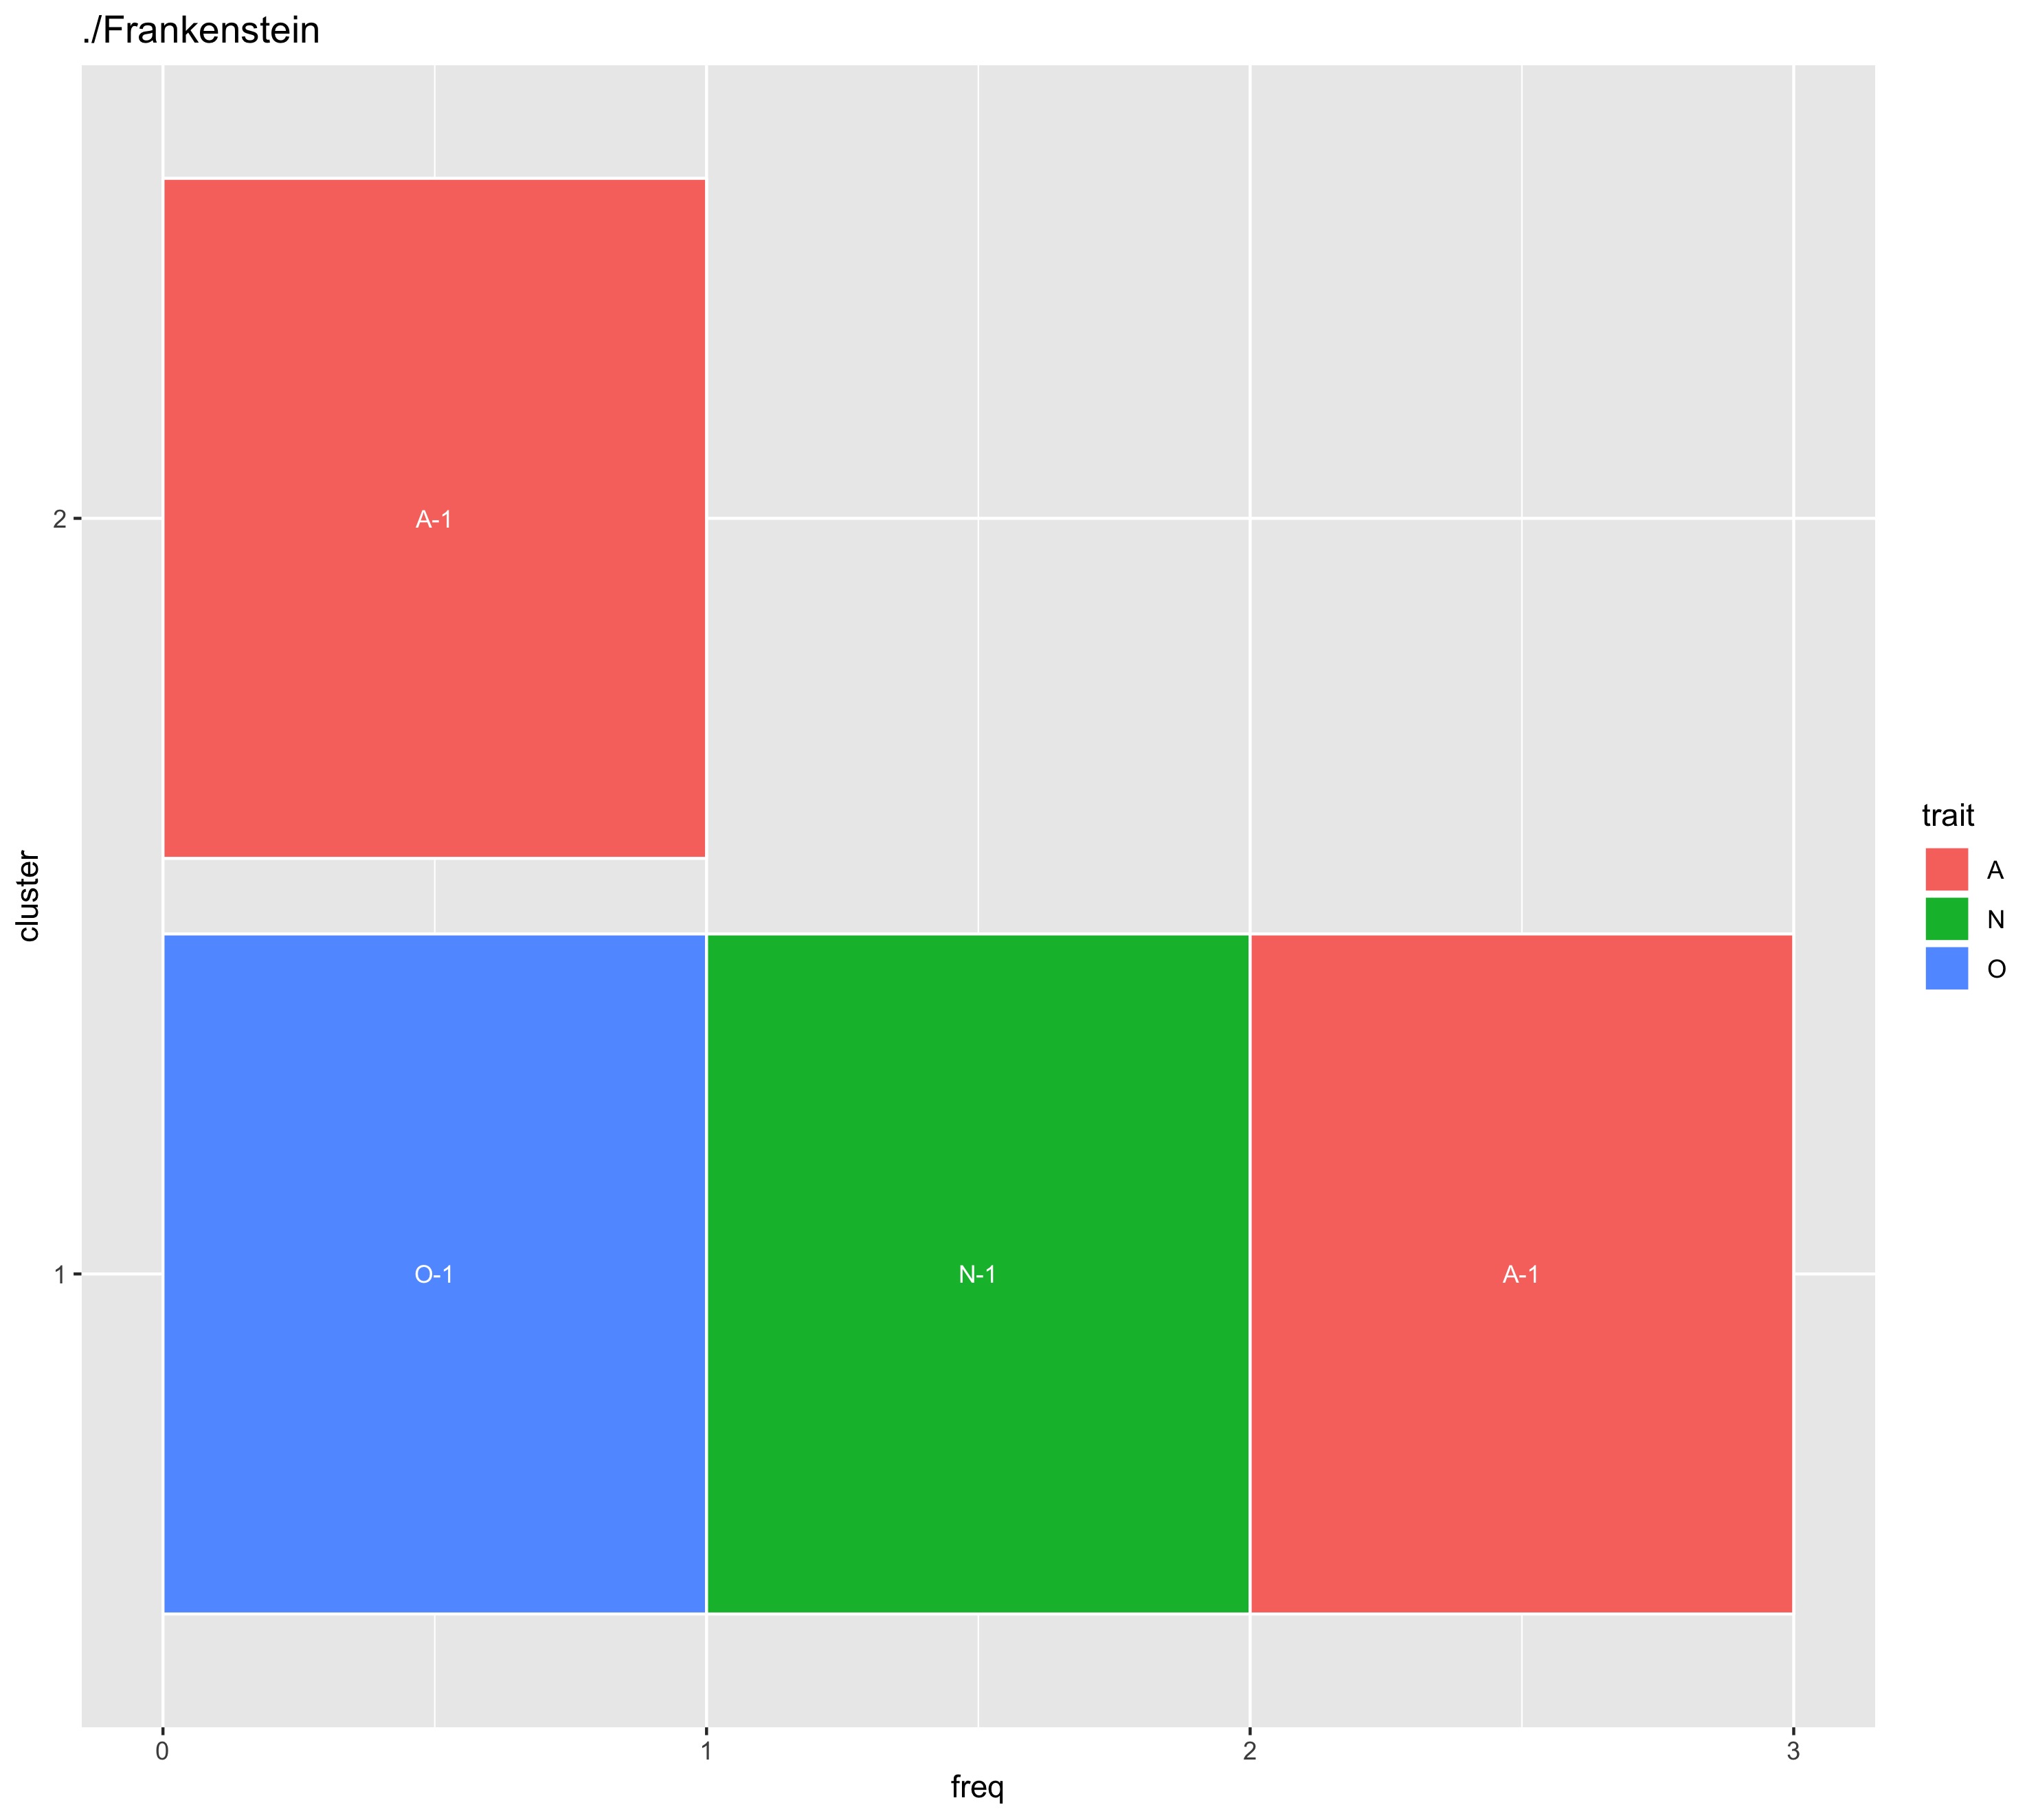 ./Frankenstein
cluster
2
A-1
1
O-1 N-1 A-1
0 1 2 3
freq
trait
A
N
O